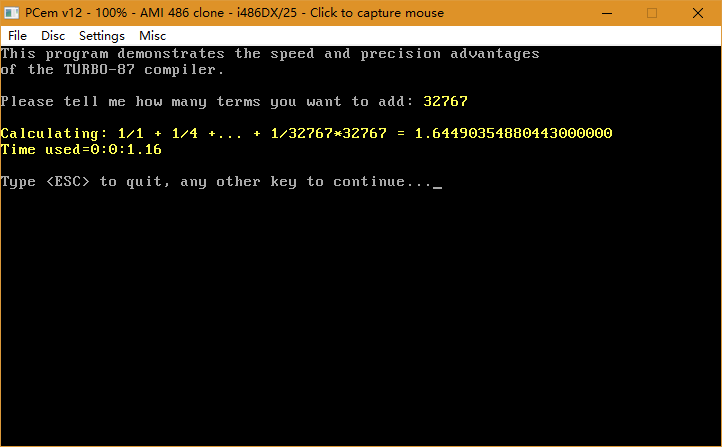 PCem v12 - 100% - AMI 486 clone - i486DX/25 - Click to capture mouse
File Disc Settings Misc
This program demonstrates the speed and precision advantages
of the TURBO-87 compiler.
Please tell me how many terms you want to add: 32767
Calculating: 1/1 + 1/4 +... + 1/32767*32767 = 1.64490354880443000000
Time used=0:0:1.16
Type <ESC> to quit, any other key to continue..._